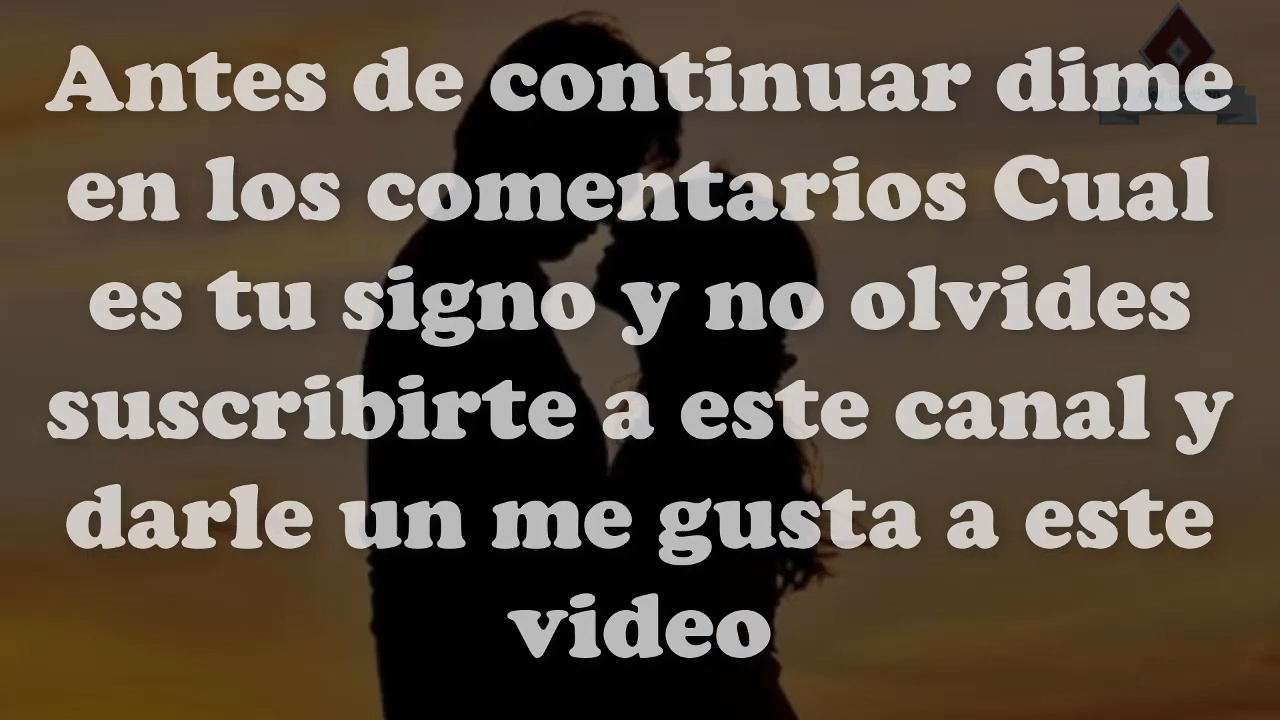 Antes de continuar dime
en los comentarios Cual
es tu signo y no olvides
suscribirte a este canal y
darle un me gusta a este
video